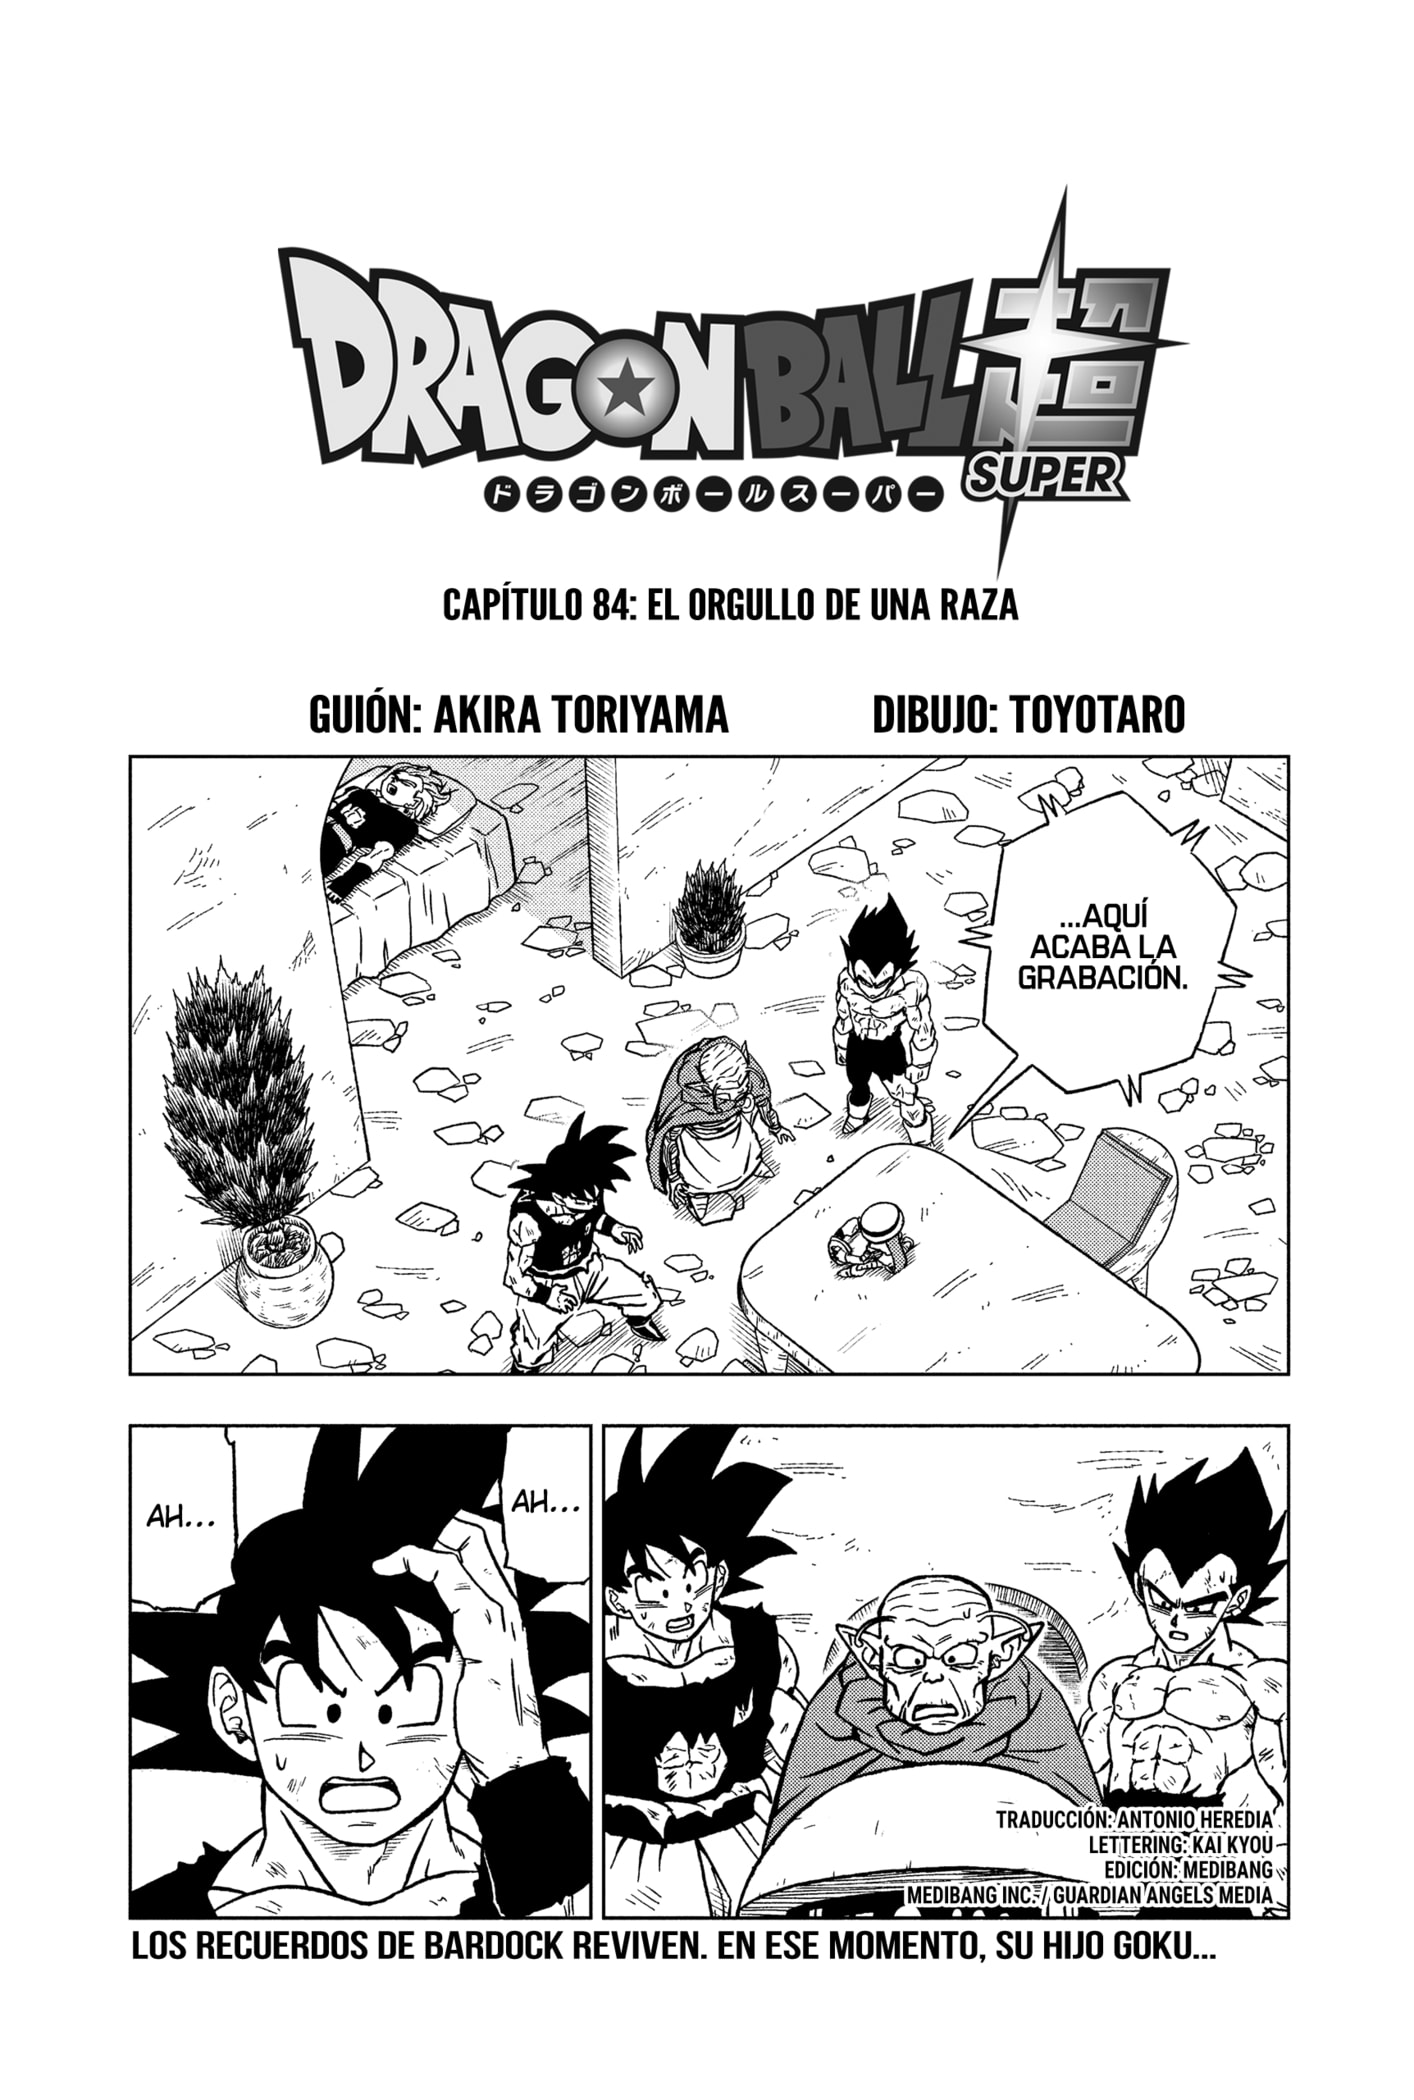 DRAGON BALL 超
ドラゴンボールスーパー
SUPER
CAPÍTULO 84: EL ORGULLO DE UNA RAZA
GUIÓN: AKIRA TORIYAMA
DIBUJO: TOYOTARO
...AQUÍ
ACABA LA
GRABACIÓN.
AH...
AH...
TRADUCCIÓN: ANTONIO HEREDIA
LETTERING: KAI KYOU
EDICIÓN: MEDIBANG
MEDIBANG INC. / GUARDIAN ANGELS MEDIA
LOS RECUERDOS DE BARDOCK REVIVEN. EN ESE MOMENTO, SU HIJO GOKU...